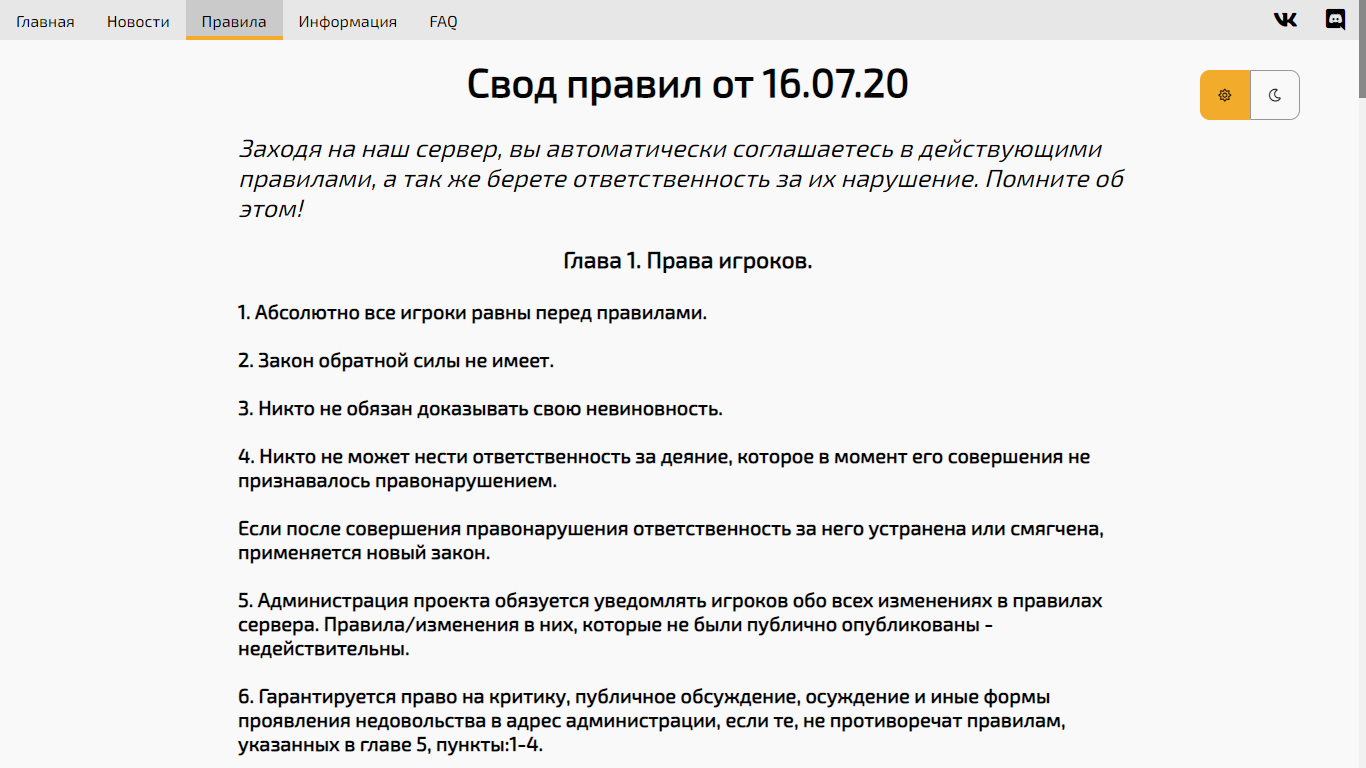 Главная Новости Правила Информация FAQ
Свод правил от 16.07.20
Заходя на наш сервер, вы автоматически соглашаетесь в действующими
правилами, а так же берете ответственность за их нарушение. Помните об
этом!
Глава 1. Права игроков.
1. Абсолютно все игроки равны перед правилами.
2. Закон обратной силы не имеет.
3. Никто не обязан доказывать свою невиновность.
4. Никто не может нести ответственность за деяние, которое в момент его совершения не
признавалось правонарушением.
Если после совершения правонарушения ответственность за него устранена или смягчена,
применяется новый закон.
5. Администрация проекта обязуется уведомлять игроков обо всех изменениях в правилах
сервера. Правила/изменения в них, которые не были публично опубликованы -
недействительны.
6. Гарантируется право на критику, публичное обсуждение, осуждение и иные формы
проявления недовольства в адрес администрации, если те, не противоречат правилам,
указанных в главе 5, пункты:1-4.